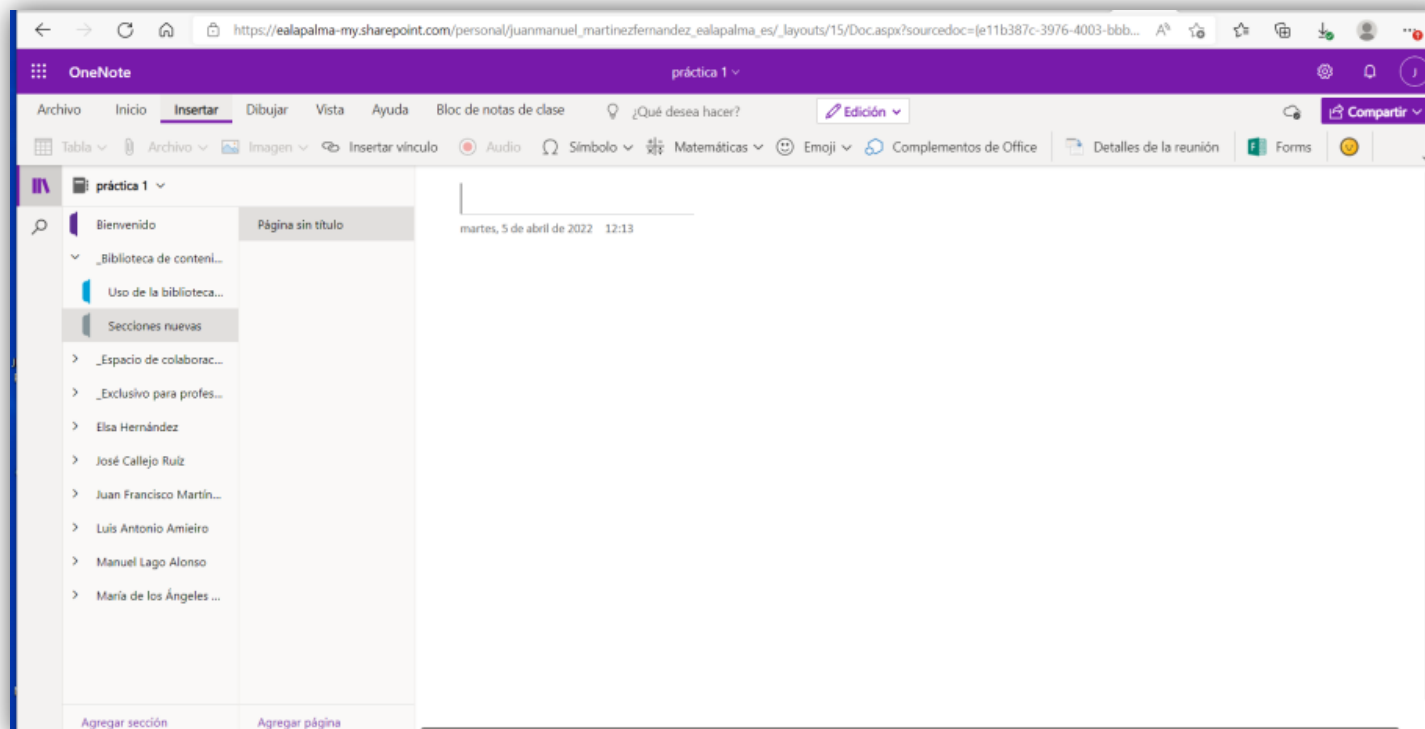 https://ealapalma-my.sharepoint.com/personal/juanmanuel_martinezfernandez_ealapalma_es/_layouts/15/Doc.aspx?sourcedoc={e11b387c-3976-4003-bbb...
OneNote práctica 1
Archivo Inicio Insertar Dibujar Vista Ayuda Bloc de notas de clase ¿Qué desea hacer? Edición Compartir
Tabla Archivo Imagen Insertar vínculo Audio Símbolo Matemáticas Emoji Complementos de Office Detalles de la reunión Forms
práctica 1
Bienvenido
_Biblioteca de conteni...
Uso de la biblioteca...
Secciones nuevas
_Espacio de colaborac...
_Exclusivo para profes...
Elsa Hernández
José Callejo Ruíz
Juan Francisco Martín...
Luis Antonio Amieiro
Manuel Lago Alonso
María de los Ángeles ...
Agregar sección
Página sin título
Agregar página
martes, 5 de abril de 2022 12:13